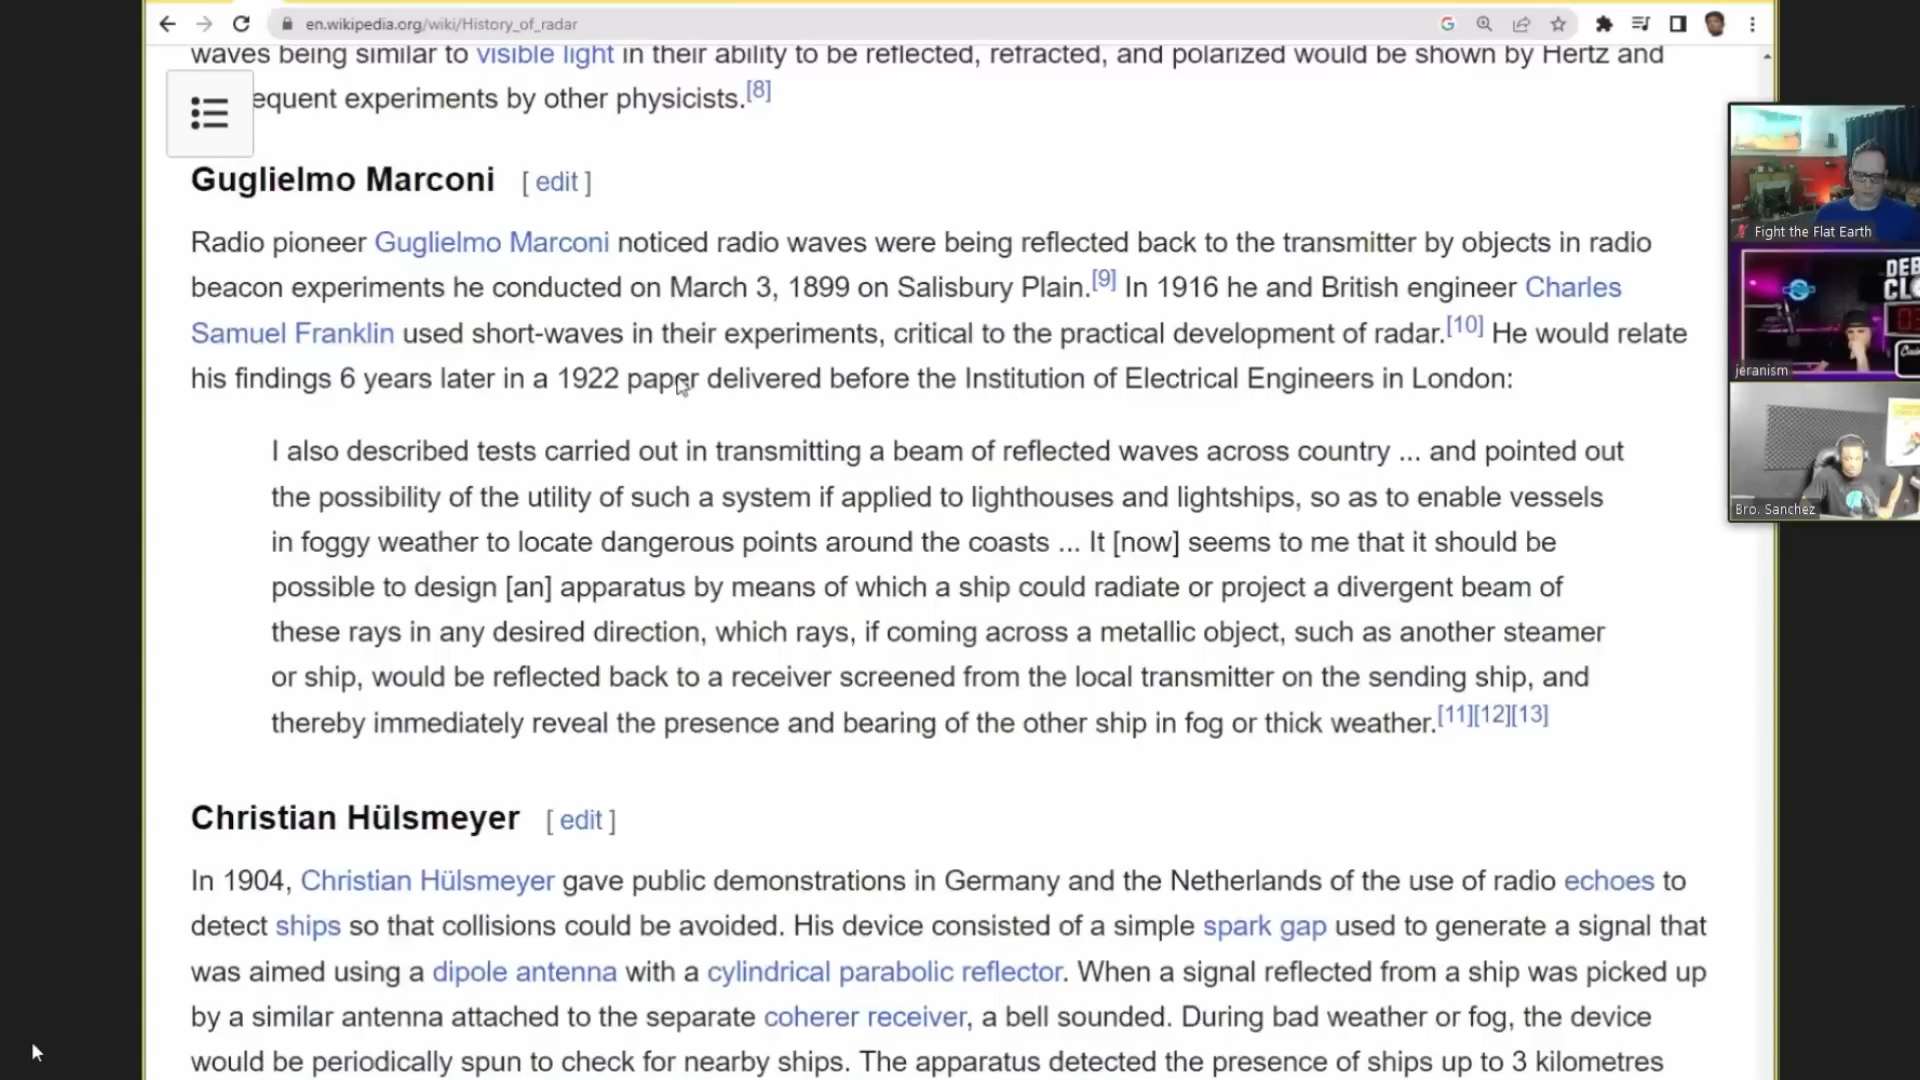 en.wikipedia.org/wiki/History_of_radar
waves being similar to visible light in their ability to be reflected, refracted, and polarized would be shown by Hertz and
equent experiments by other physicists.[8]
Guglielmo Marconi [ edit ]
Radio pioneer Guglielmo Marconi noticed radio waves were being reflected back to the transmitter by objects in radio
beacon experiments he conducted on March 3, 1899 on Salisbury Plain.[9] In 1916 he and British engineer Charles
Samuel Franklin used short-waves in their experiments, critical to the practical development of radar.[10] He would relate
his findings 6 years later in a 1922 paper delivered before the Institution of Electrical Engineers in London:
I also described tests carried out in transmitting a beam of reflected waves across country ... and pointed out
the possibility of the utility of such a system if applied to lighthouses and lightships, so as to enable vessels
in foggy weather to locate dangerous points around the coasts ... It [now] seems to me that it should be
possible to design [an] apparatus by means of which a ship could radiate or project a divergent beam of
these rays in any desired direction, which rays, if coming across a metallic object, such as another steamer
or ship, would be reflected back to a receiver screened from the local transmitter on the sending ship, and
thereby immediately reveal the presence and bearing of the other ship in fog or thick weather.[11][12][13]
Christian Hülsmeyer [ edit ]
In 1904, Christian Hülsmeyer gave public demonstrations in Germany and the Netherlands of the use of radio echoes to
detect ships so that collisions could be avoided. His device consisted of a simple spark gap used to generate a signal that
was aimed using a dipole antenna with a cylindrical parabolic reflector. When a signal reflected from a ship was picked up
by a similar antenna attached to the separate coherer receiver, a bell sounded. During bad weather or fog, the device
would be periodically spun to check for nearby ships. The apparatus detected the presence of ships up to 3 kilometres
Fight the Flat Earth
DEB
CLO
jeranism
Bro. Sanchez